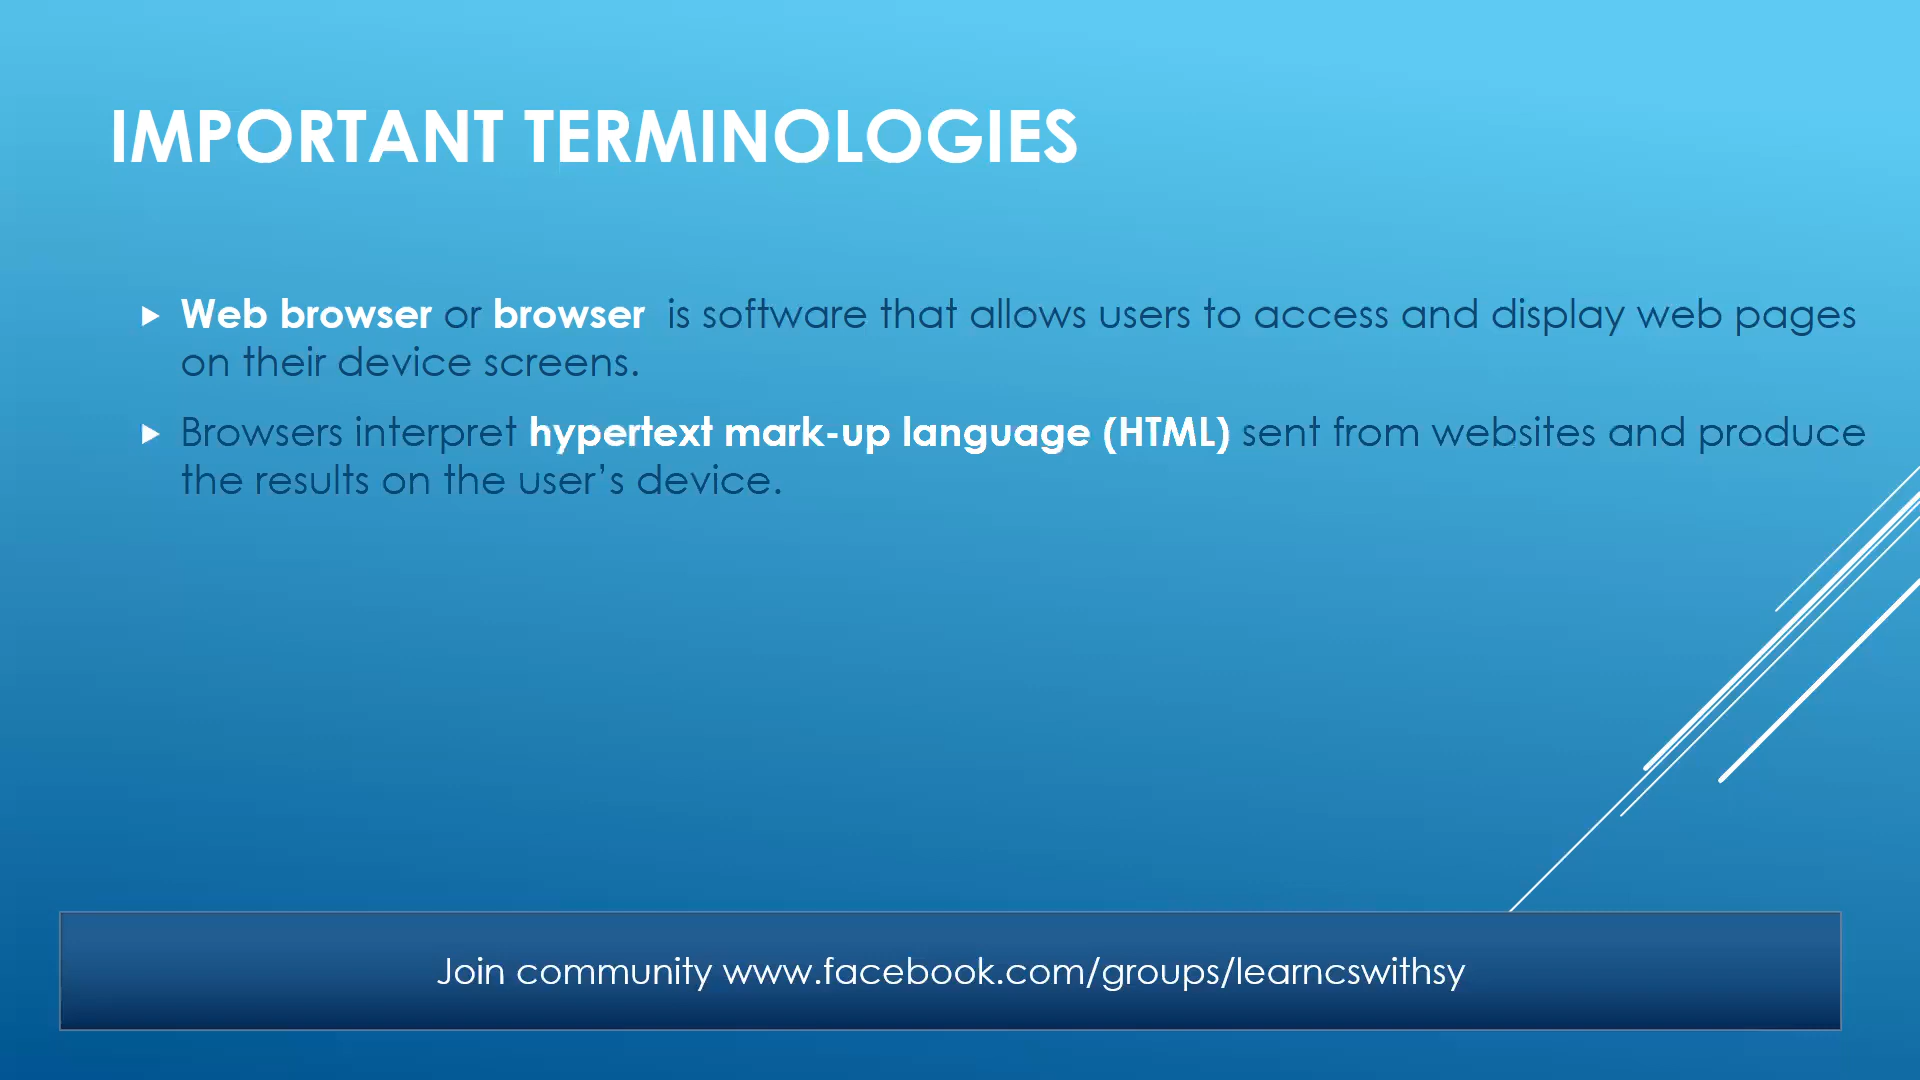 IMPORTANT TERMINOLOGIES
Web browser or browser is software that allows users to access and display web pages
on their device screens.
Browsers interpret hypertext mark-up language (HTML) sent from websites and produce
the results on the user’s device.
Join community www.facebook.com/groups/learncswithsy